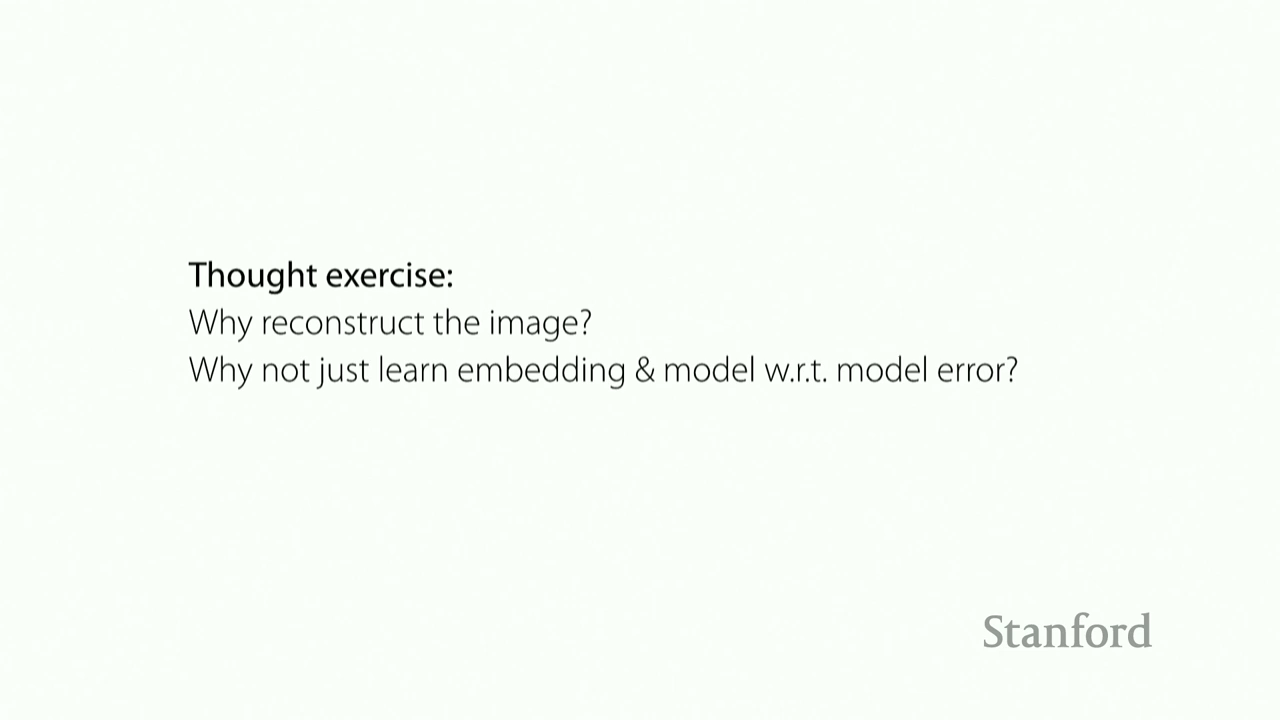 Thought exercise:
Why reconstruct the image?
Why not just learn embedding & model w.r.t. model error?
Stanford